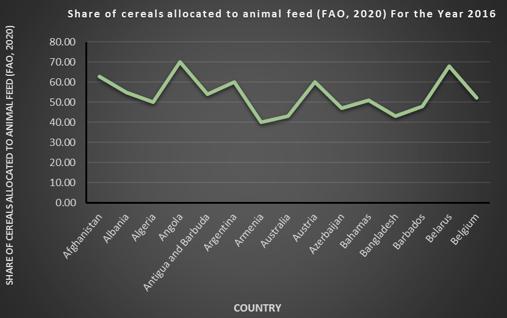 Share of cereals allocated to animal feed (FAO, 2020) For the Year 2016
SHARE OF CEREALS ALLOCATED TO ANIMAL FEED (FAO, 2020)
80.00
70.00
60.00
50.00
40.00
30.00
20.00
10.00
0.00
Afghanistan
Albania
Algeria
Angola
Antigua and Barbuda
Argentina
Armenia
Australia
Austria
Azerbaijan
Bahamas
Bangladesh
Barbados
Belarus
Belgium
COUNTRY